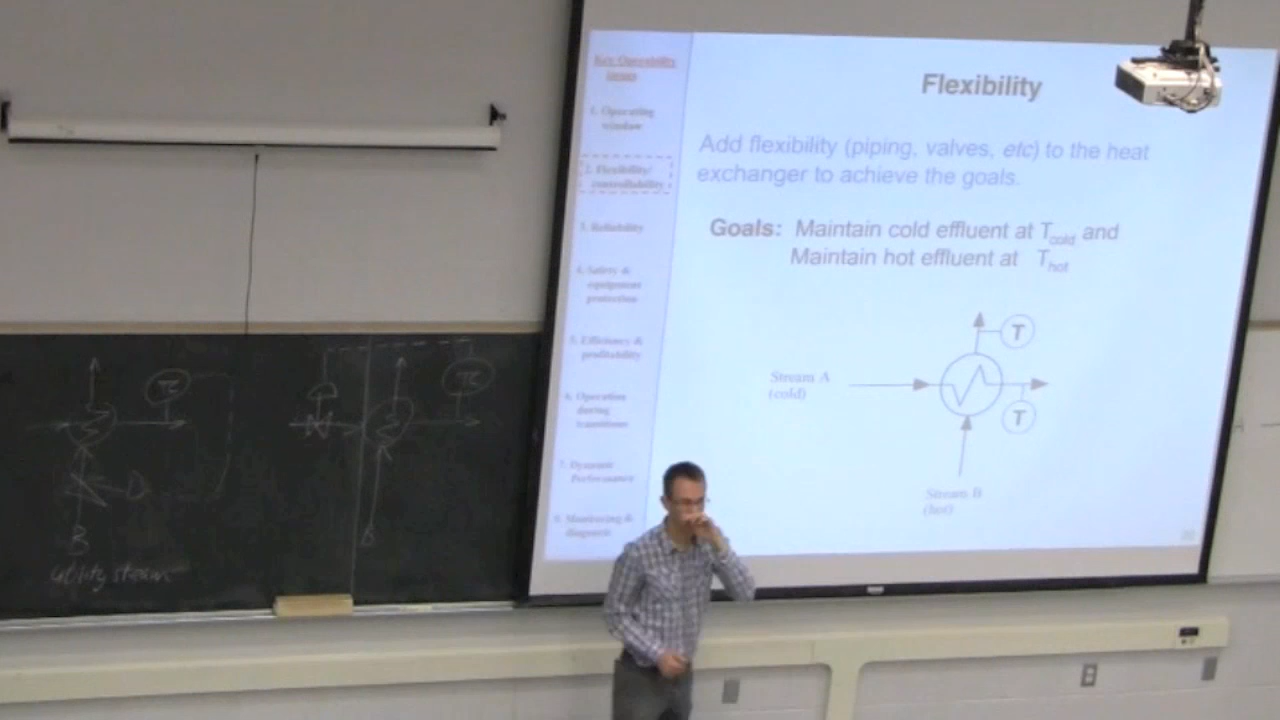 Key Operability
issues
1. Operating
window
2. Flexibility/
controllability
3. Reliability
4. Safety &
equipment
protection
5. Efficiency &
profitability
6. Operation
during
transitions
7. Dynamic
Performance
8. Monitoring &
diagnosis
Flexibility
Add flexibility (piping, valves, etc) to the heat
exchanger to achieve the goals.
Goals: Maintain cold effluent at Tcold and
Maintain hot effluent at Thot
T
Stream A
(cold)
T
Stream B
(hot)
TC
TC
B
B
utility stream